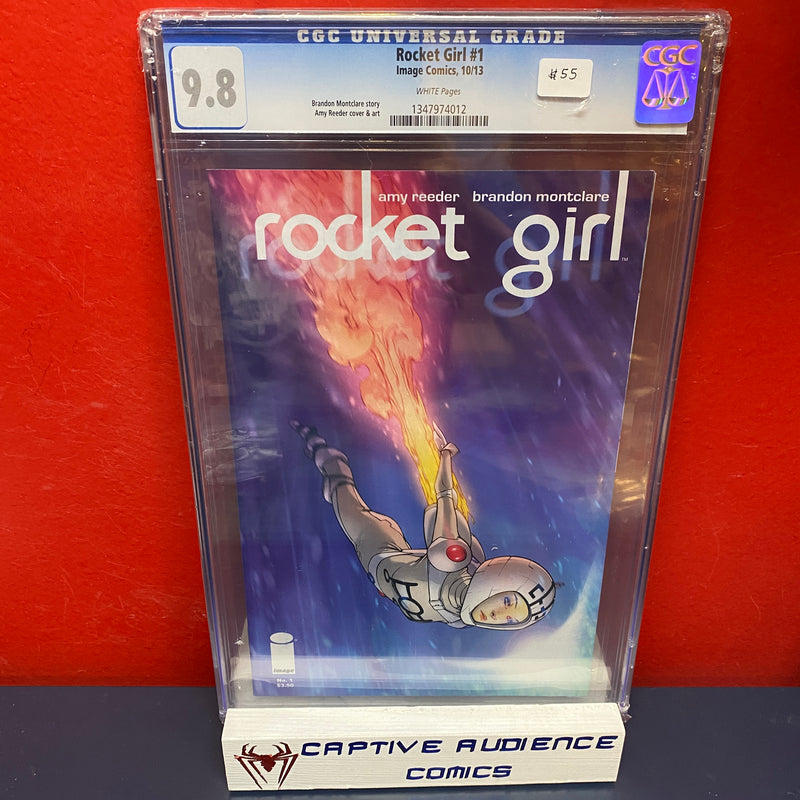 CGC UNIVERSAL GRADE
9.8
Rocket Girl #1
Image Comics, 10/13
WHITE Pages
Brandon Montclare story
Amy Reeder cover & art
1347974012
$55
CGC
amy reeder brandon montclare
rocket girl
TM
image
No. 1
$3.50
CAPTIVE AUDIENCE
COMICS